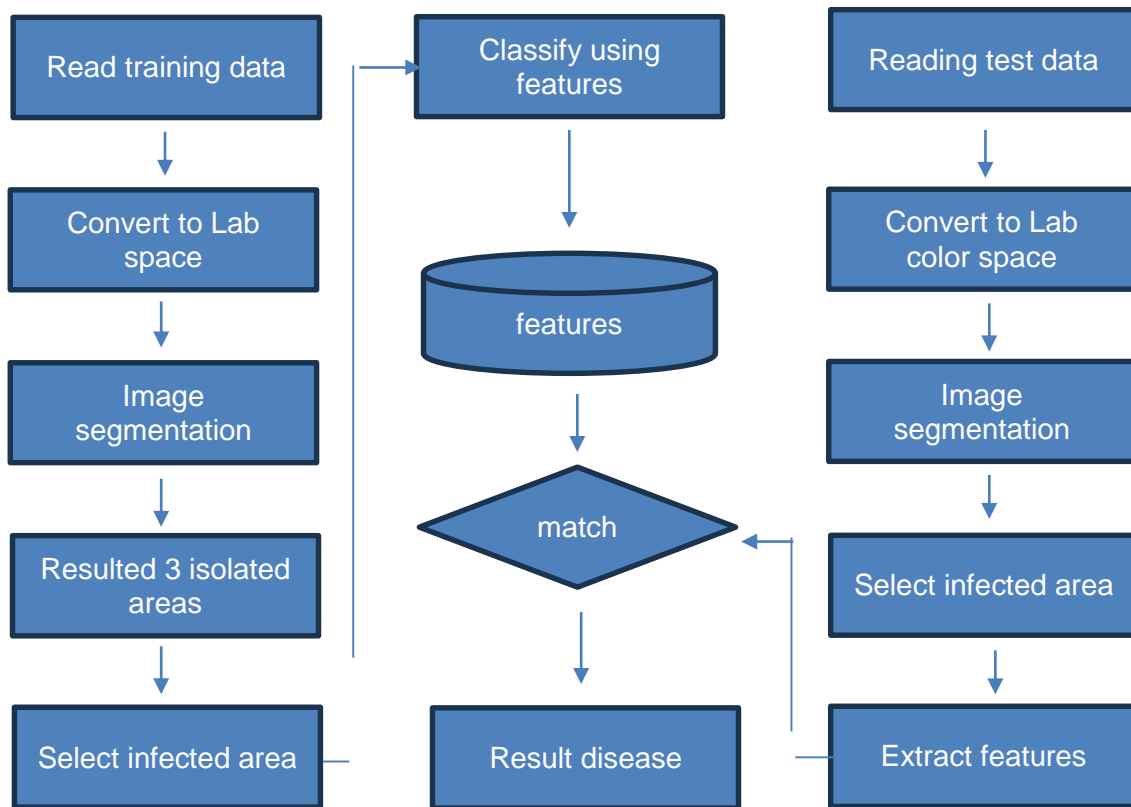 Read training data
Convert to Lab
space
Image
segmentation
Resulted 3 isolated
areas
Select infected area
Classify using
features
features
match
Result disease
Reading test data
Convert to Lab
color space
Image
segmentation
Select infected area
Extract features